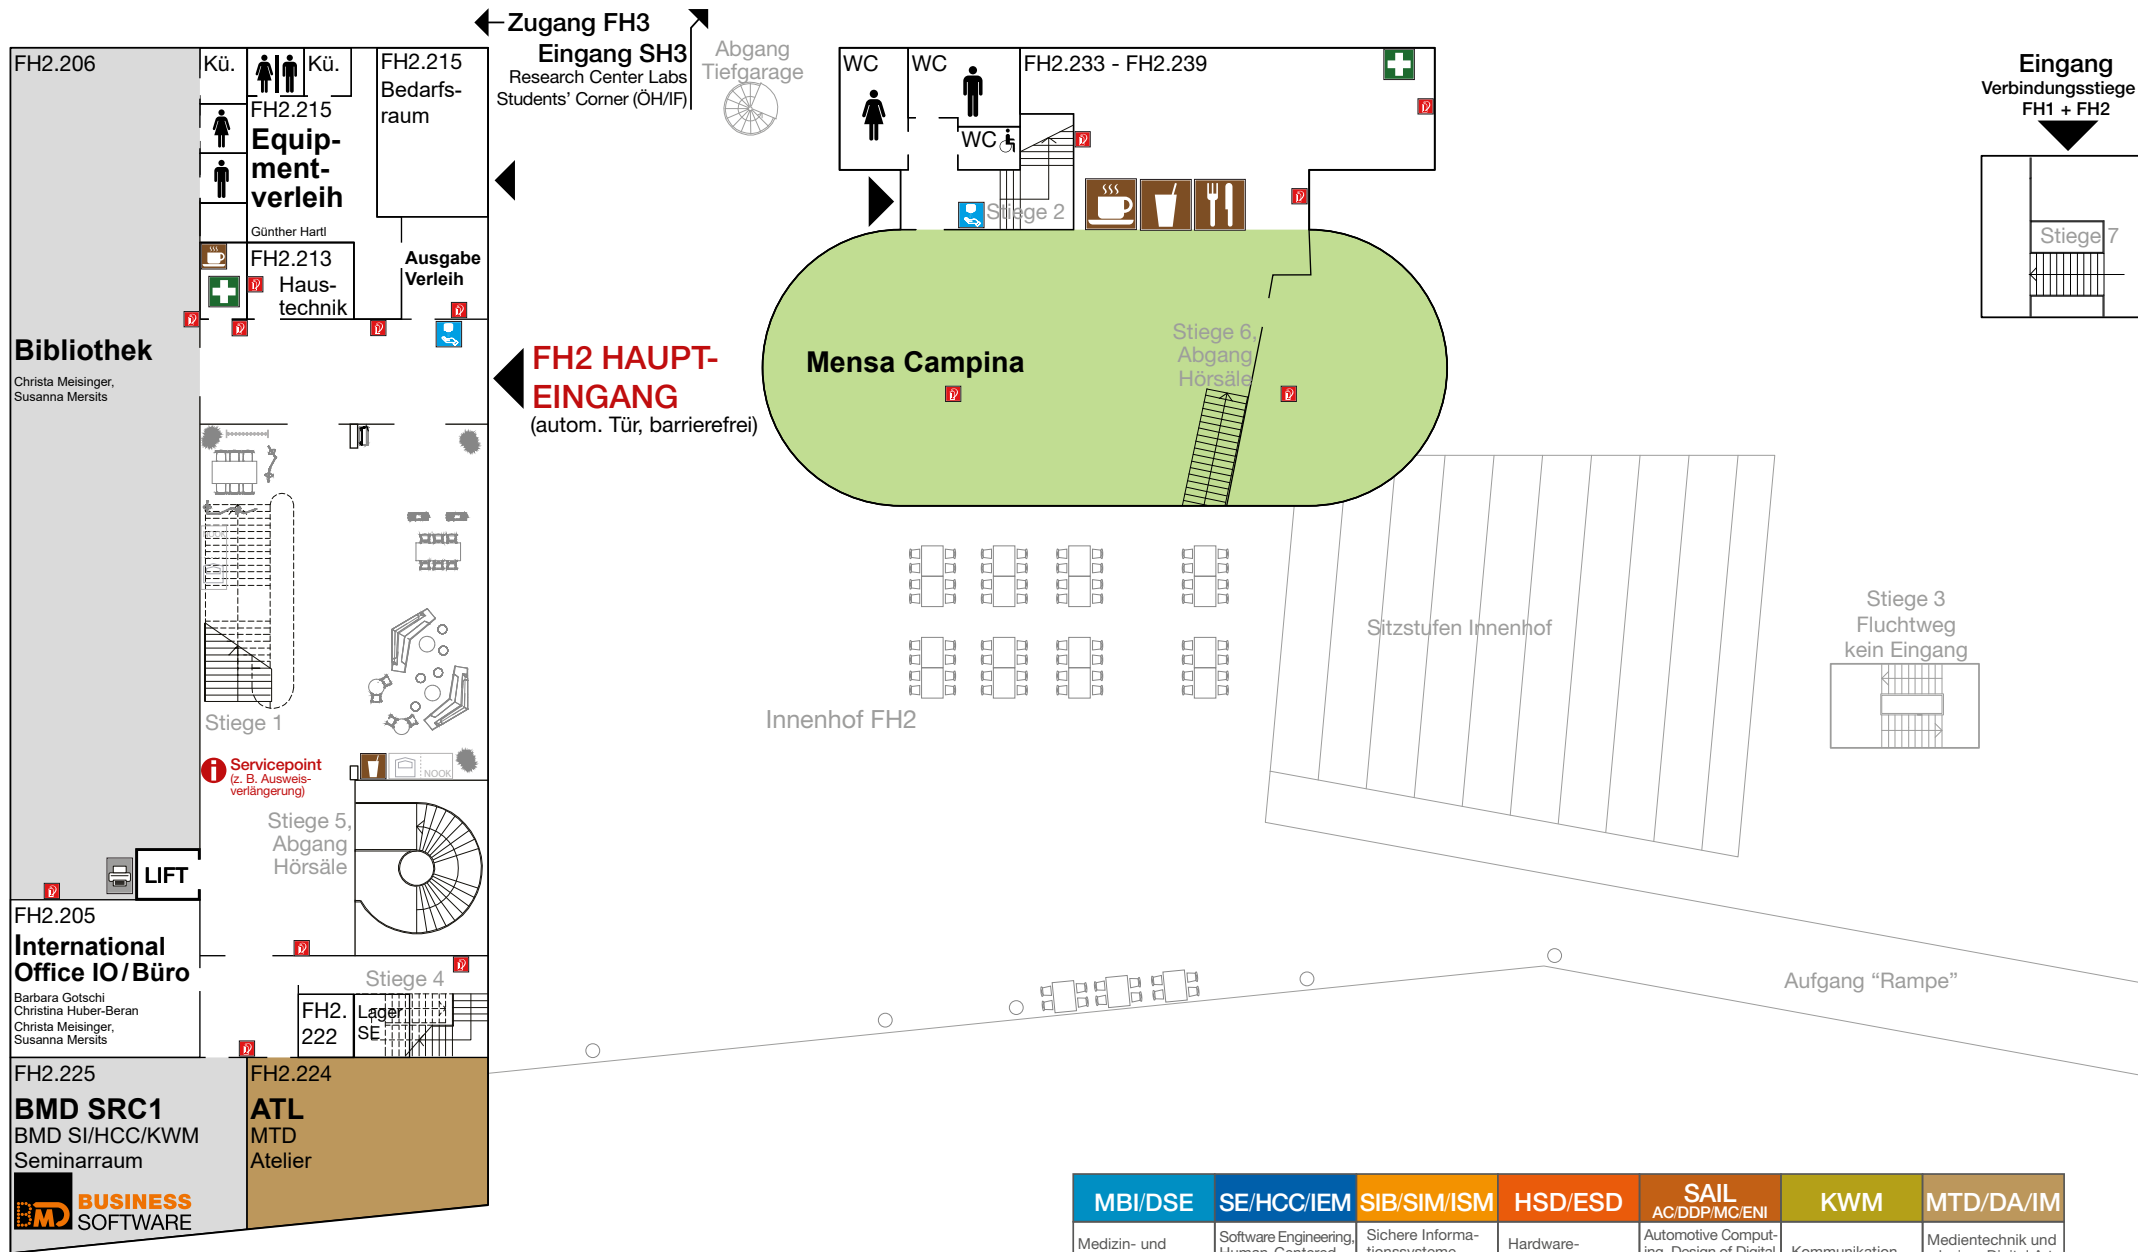 FH2.206
Kü.
Kü.
FH2.215
Bedarfs-
raum
FH2.215
Equip-
ment-
verleih
Günther Hartl
FH2.213
Haus-
technik
Ausgabe
Verleih
Bibliothek
Christa Meisinger,
Susanna Mersits
Zugang FH3
Eingang SH3
Research Center Labs
Students' Corner (ÖH/IF)
Abgang
Tiefgarage
FH2 HAUPT-
EINGANG
(autom. Tür, barrierefrei)
WC
WC
WC
FH2.233 - FH2.239
Stiege 2
Mensa Campina
Stiege 6,
Abgang
Hörsäle
Eingang
Verbindungsstiege
FH1 + FH2
Stiege 7
Stiege 1
Servicepoint
(z. B. Ausweis-
verlängerung)
NOOK
Stiege 5,
Abgang
Hörsäle
LIFT
Innenhof FH2
Sitzstufen Innenhof
Stiege 3
Fluchtweg
kein Eingang
Aufgang “Rampe”
FH2.205
International
Office IO/Büro
Barbara Gotschi
Christina Huber-Beran
Christa Meisinger,
Susanna Mersits
Stiege 4
FH2.
222
Lager
SE
FH2.225
BMD SRC1
BMD SI/HCC/KWM
Seminarraum
BMD
BUSINESS
SOFTWARE
FH2.224
ATL
MTD
Atelier
MBI/DSE
SE/HCC/IEM
SIB/SIM/ISM
HSD/ESD
SAIL
AC/DDP/MC/ENI
KWM
MTD/DA/IM
Medizin- und
Software Engineering,
Sichere Informa-
Hardware-
Automotive Comput-
Kommunikation
Medientechnik und